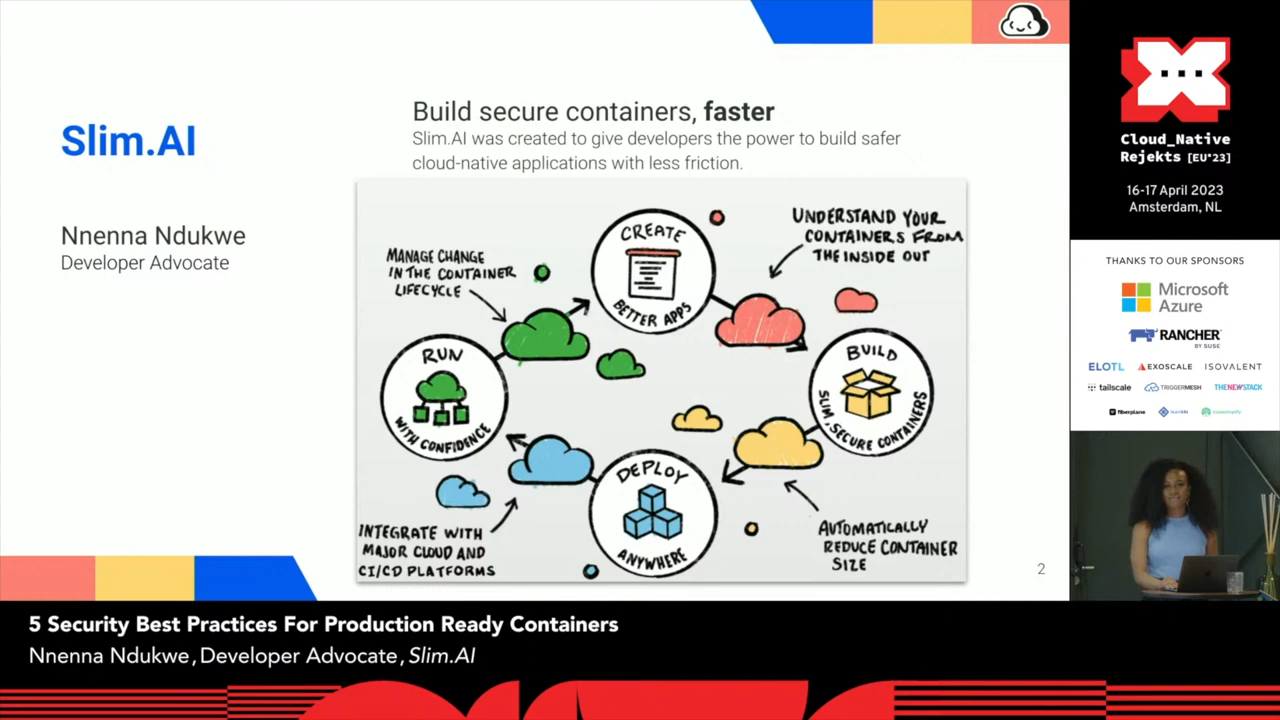 Slim.AI
Nnenna Ndukwe
Developer Advocate
Build secure containers, faster
Slim.AI was created to give developers the power to build safer
cloud-native applications with less friction.
MANAGE CHANGE
IN THE CONTAINER
LIFECYCLE
CREATE
BETTER APPS
UNDERSTAND YOUR
CONTAINERS FROM
THE INSIDE OUT
RUN
WITH CONFIDENCE
BUILD
SLIM, SECURE CONTAINERS
DEPLOY
ANYWHERE
INTEGRATE WITH
MAJOR CLOUD AND
CI/CD PLATFORMS
AUTOMATICALLY
REDUCE CONTAINER
SIZE
2
Cloud_Native
Rejekts [EU*23]
16-17 April 2023
Amsterdam, NL
THANKS TO OUR SPONSORS
Microsoft
Azure
RANCHER
BY SUSE
ELOTL EXOSCALE ISOVALENT
tailscale TRIGGERMESH THENEWSTACK
fiberplane
5 Security Best Practices For Production Ready Containers
Nnenna Ndukwe, Developer Advocate, Slim.AI